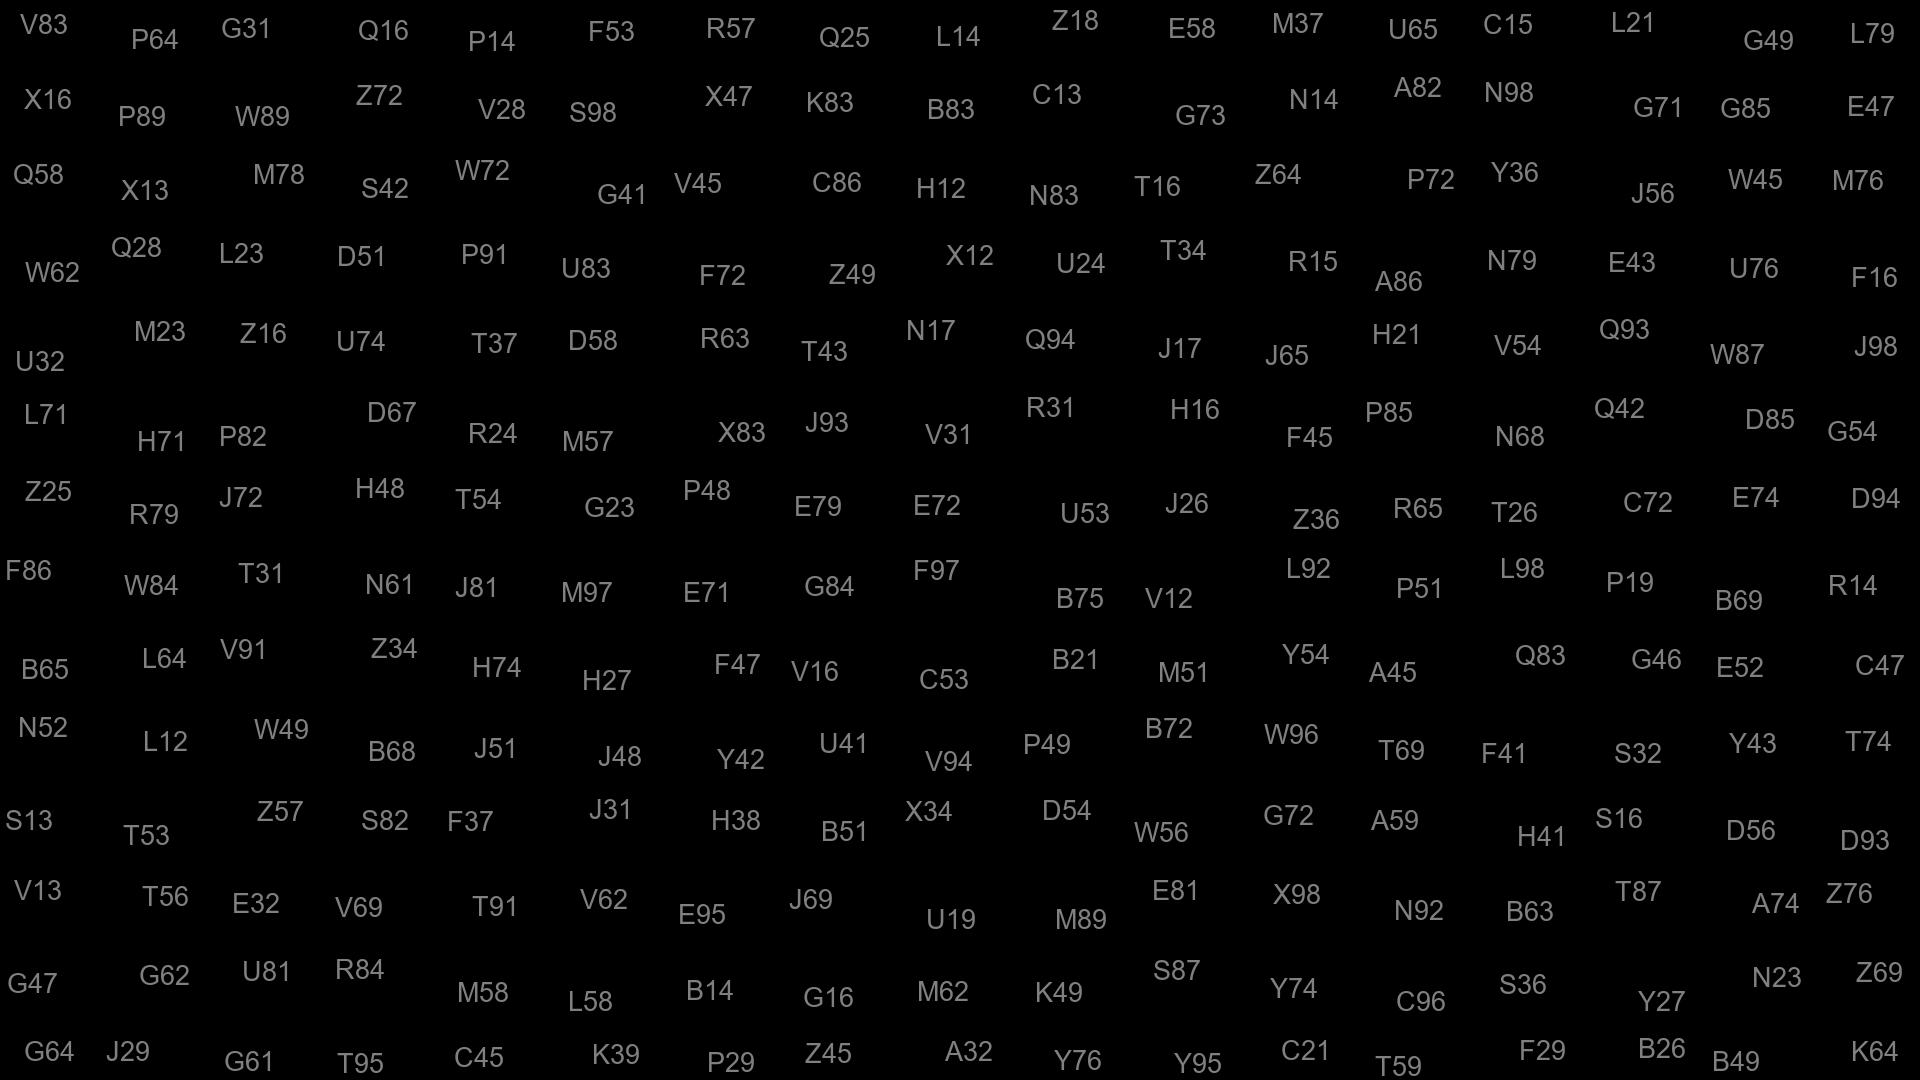 V83 P64 G31 Q16 P14 F53 R57 Q25 L14 Z18 E58 M37 U65 C15 L21 G49 L79
X16 P89 W89 Z72 V28 S98 X47 K83 B83 C13 G73 N14 A82 N98 G71 G85 E47
Q58 X13 M78 S42 W72 G41 V45 C86 H12 N83 T16 Z64 P72 Y36 J56 W45 M76
W62 Q28 L23 D51 P91 U83 F72 Z49 X12 U24 T34 R15 A86 N79 E43 U76 F16
U32 M23 Z16 U74 T37 D58 R63 T43 N17 Q94 J17 J65 H21 V54 Q93 W87 J98
L71 H71 P82 D67 R24 M57 X83 J93 V31 R31 H16 F45 P85 N68 Q42 D85 G54
Z25 R79 J72 H48 T54 G23 P48 E79 E72 U53 J26 Z36 R65 T26 C72 E74 D94
F86 W84 T31 N61 J81 M97 E71 G84 F97 B75 V12 L92 P51 L98 P19 B69 R14
B65 L64 V91 Z34 H74 H27 F47 V16 C53 B21 M51 Y54 A45 Q83 G46 E52 C47
N52 L12 W49 B68 J51 J48 Y42 U41 V94 P49 B72 W96 T69 F41 S32 Y43 T74
S13 T53 Z57 S82 F37 J31 H38 B51 X34 D54 W56 G72 A59 H41 S16 D56 D93
V13 T56 E32 V69 T91 V62 E95 J69 U19 M89 E81 X98 N92 B63 T87 A74 Z76
G47 G62 U81 R84 M58 L58 B14 G16 M62 K49 S87 Y74 C96 S36 Y27 N23 Z69
G64 J29 G61 T95 C45 K39 P29 Z45 A32 Y76 Y95 C21 T59 F29 B26 B49 K64